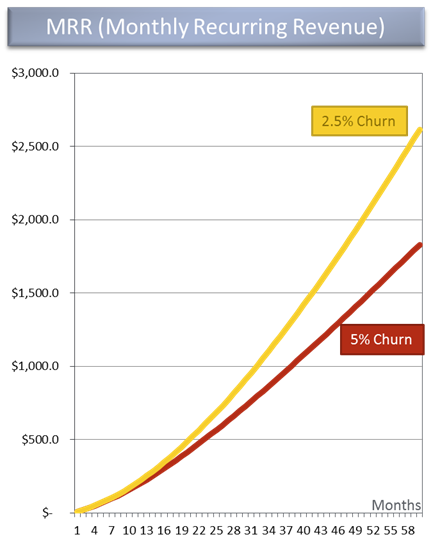 MRR (Monthly Recurring Revenue)
$3,000.0
2.5% Churn
$2,500.0
$2,000.0
$1,500.0
5% Churn
$1,000.0
$500.0
Months
$-
1 4 7 10 13 16 19 22 25 28 31 34 37 40 43 46 49 52 55 58